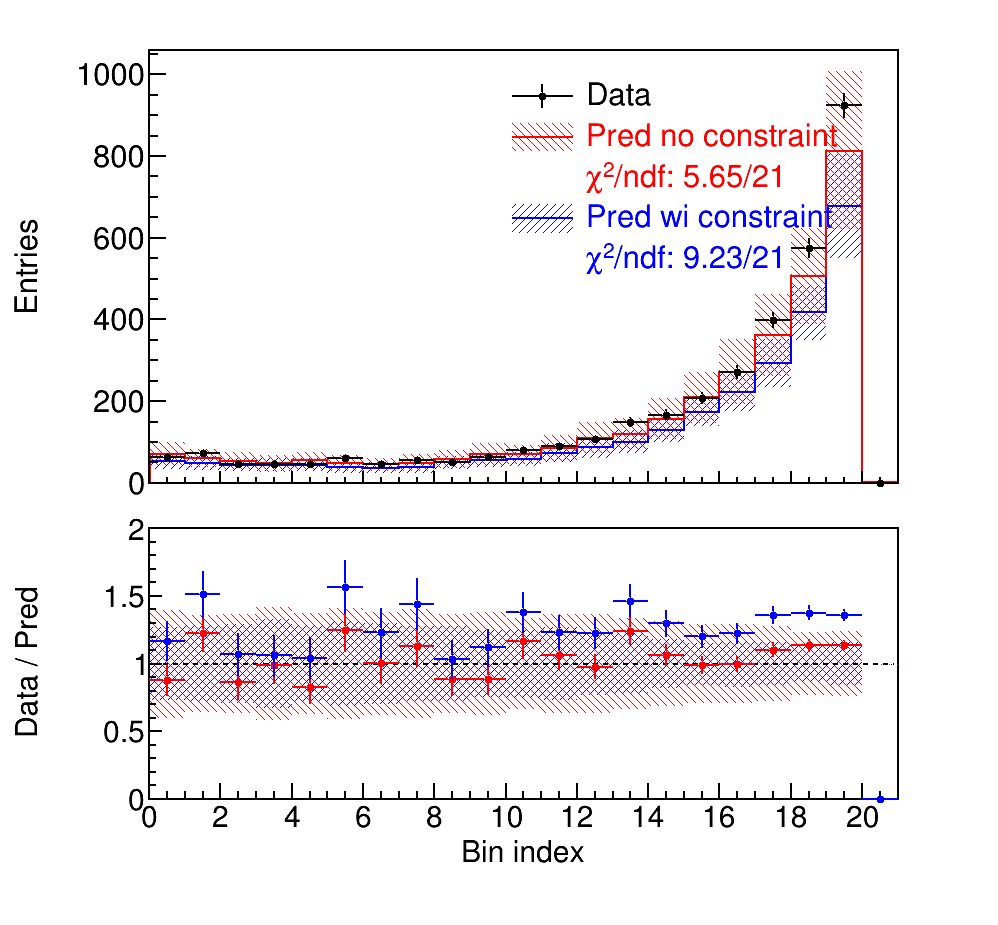 Entries
1000
800
600
400
200
0
Data
Pred no constraint
χ²/ndf: 5.65/21
Pred wi constraint
χ²/ndf: 9.23/21
Data / Pred
2
1.5
1
0.5
0
0 2 4 6 8 10 12 14 16 18 20
Bin index